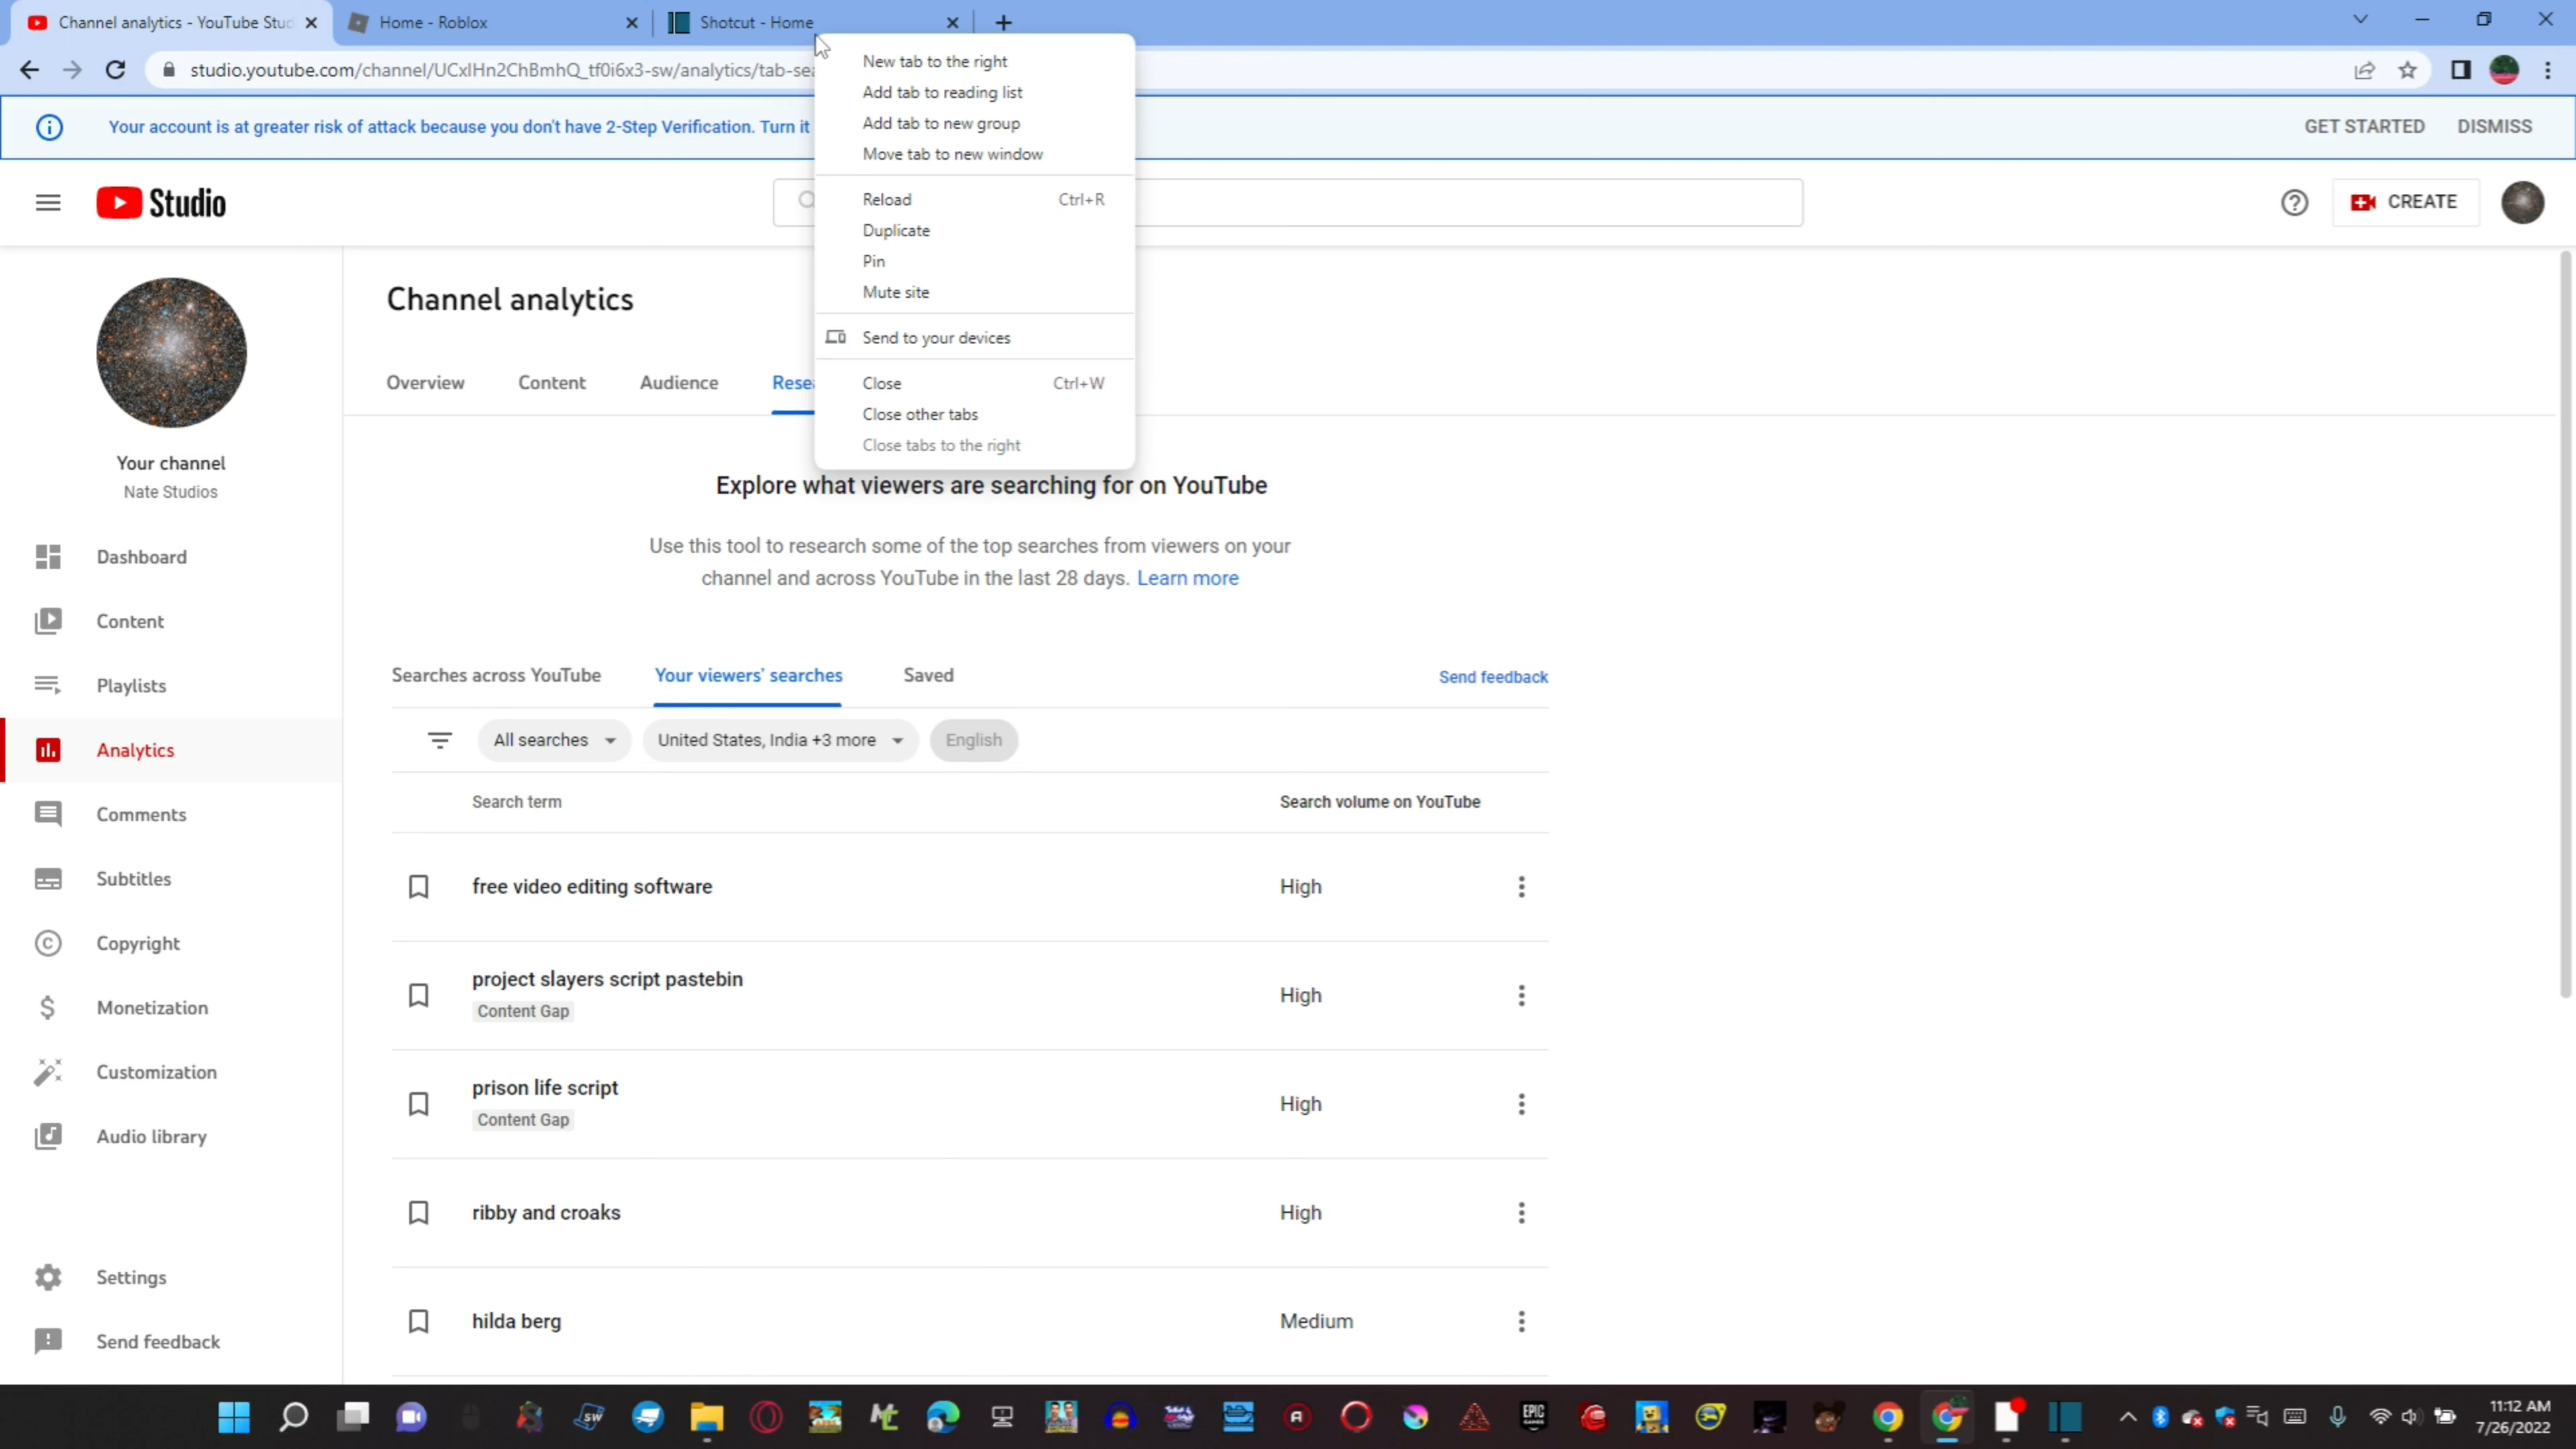 Channel analytics - YouTube Stud
Home - Roblox
Shotcut - Home
studio.youtube.com/channel/UCxlHn2ChBmhQ_tf0i6x3-sw/analytics/tab-sea
New tab to the right
Add tab to reading list
Add tab to new group
Move tab to new window
Reload Ctrl+R
Duplicate
Pin
Mute site
Send to your devices
Close Ctrl+W
Close other tabs
Close tabs to the right
Your account is at greater risk of attack because you don't have 2-Step Verification. Turn it
GET STARTED DISMISS
Studio
CREATE
Your channel
Nate Studios
Dashboard
Content
Playlists
Analytics
Comments
Subtitles
Copyright
Monetization
Customization
Audio library
Settings
Send feedback
Channel analytics
Overview Content Audience Resea
Explore what viewers are searching for on YouTube
Use this tool to research some of the top searches from viewers on your
channel and across YouTube in the last 28 days. Learn more
Searches across YouTube Your viewers' searches Saved Send feedback
All searches United States, India +3 more English
Search term Search volume on YouTube
free video editing software High
project slayers script pastebin High
Content Gap
prison life script High
Content Gap
ribby and croaks High
hilda berg Medium
SW
EPIC
GAMES
11:12 AM
7/26/2022